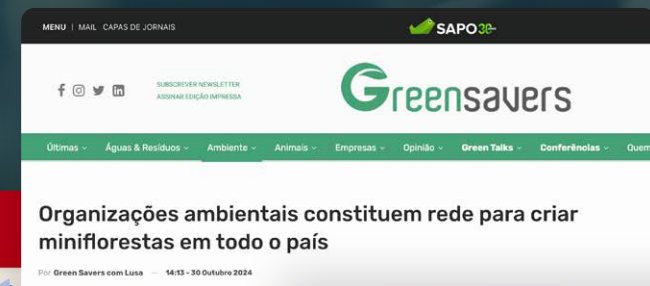 MENU | MAIL CAPAS DE JORNAIS
SAPO
SUBSCREVER NEWSLETTER
ASSINAR EDIÇÃO IMPRESSA
Greensavers
Últimas Águas & Resíduos Ambiente Animais Empresas Opinião Green Talks Conferências Quem
Organizações ambientais constituem rede para criar
miniflorestas em todo o país
Por Green Savers com Lusa — 14:13 - 30 Outubro 2024